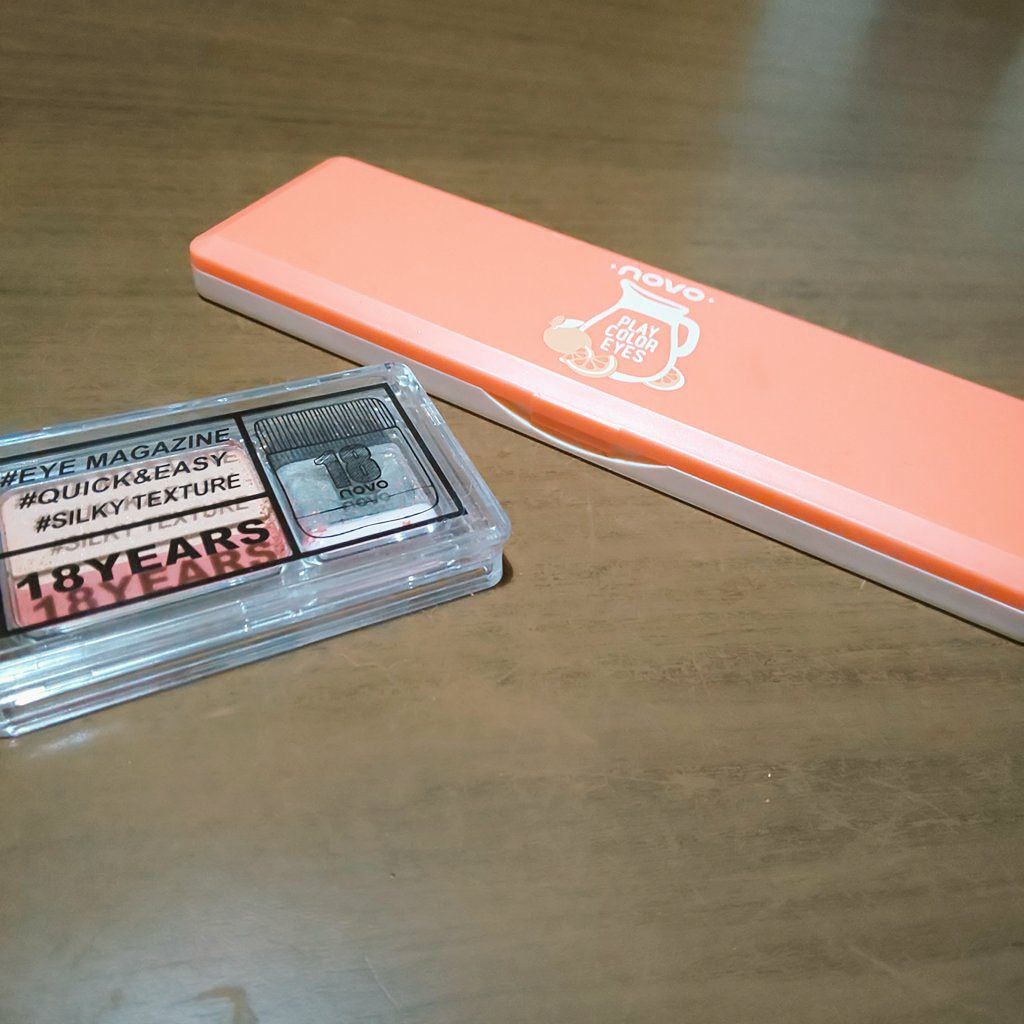 novo
PLAY
COLOR
EYES
#EYE MAGAZINE
#QUICK&EASY
#SILKY TEXTURE
18YEARS
18
novo